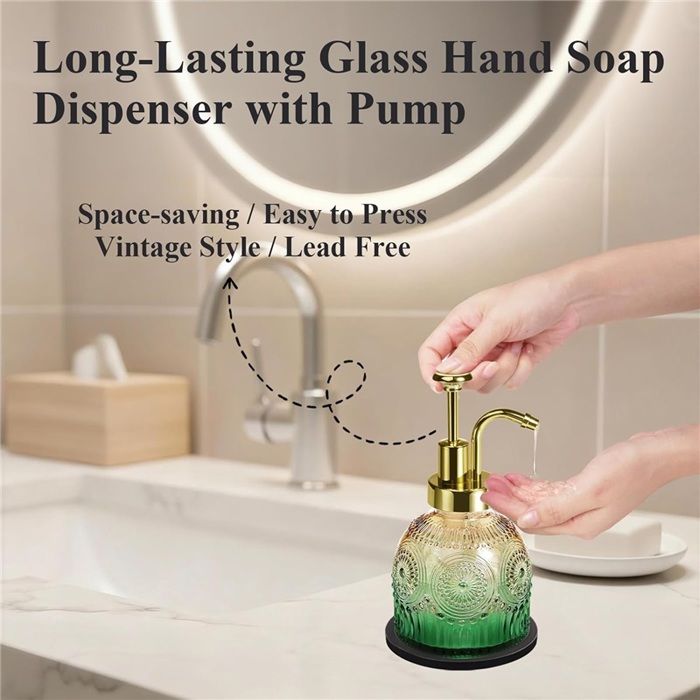 Long-Lasting Glass Hand Soap
Dispenser with Pump
Space-saving / Easy to Press
Vintage Style / Lead Free